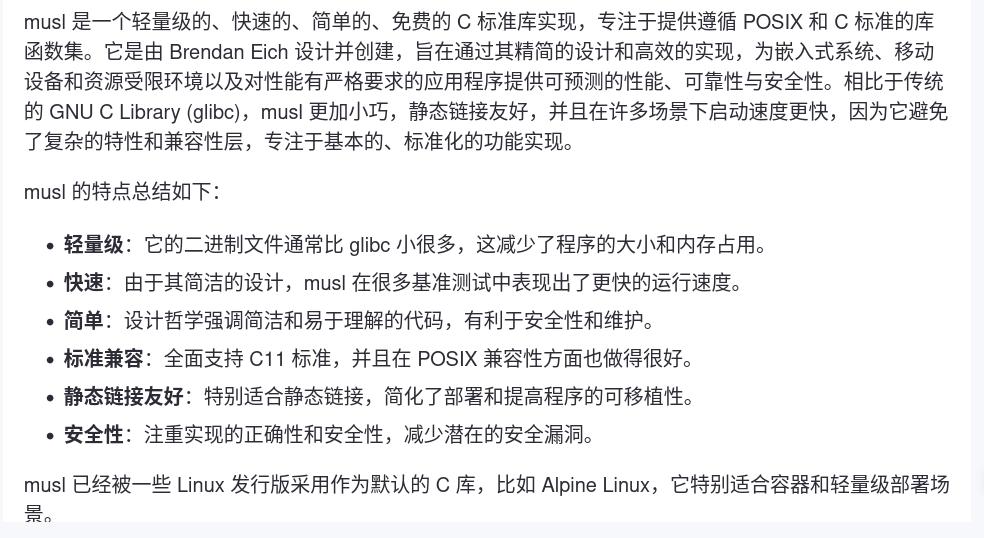 musl 是一个轻量级的、快速的、简单的、免费的 C 标准库实现，专注于提供遵循 POSIX 和 C 标准的库
函数集。它是由 Brendan Eich 设计并创建，旨在通过其精简的设计和高效的实现，为嵌入式系统、移动
设备和资源受限环境以及对性能有严格要求的应用程序提供可预测的性能、可靠性与安全性。相比于传统
的 GNU C Library (glibc)，musl 更加小巧，静态链接友好，并且在许多场景下启动速度更快，因为它避免
了复杂的特性和兼容性层，专注于基本的、标准化的功能实现。
musl 的特点总结如下：
• 轻量级：它的二进制文件通常比 glibc 小很多，这减少了程序的大小和内存占用。
• 快速：由于其简洁的设计，musl 在很多基准测试中表现出了更快的运行速度。
• 简单：设计哲学强调简洁和易于理解的代码，有利于安全性和维护。
• 标准兼容：全面支持 C11 标准，并且在 POSIX 兼容性方面也做得很好。
• 静态链接友好：特别适合静态链接，简化了部署和提高程序的可移植性。
• 安全性：注重实现的正确性和安全性，减少潜在的安全漏洞。
musl 已经被一些 Linux 发行版采用作为默认的 C 库，比如 Alpine Linux，它特别适合容器和轻量级部署场
景。